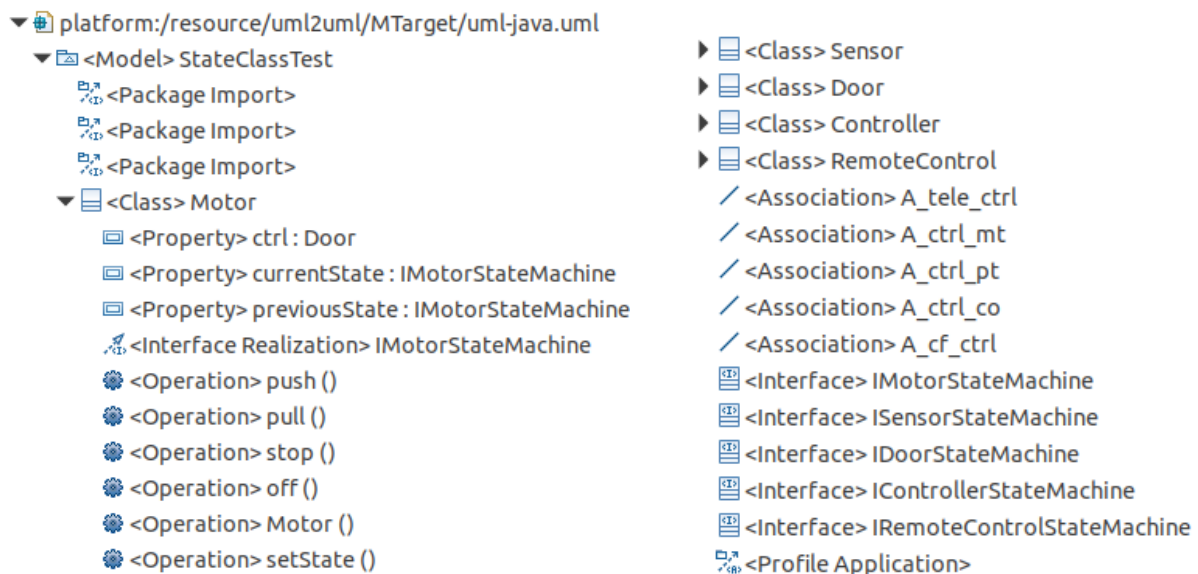 platform:/resource/uml2uml/MTarget/uml-java.uml
<Model> StateClassTest
<Package Import>
<Package Import>
<Package Import>
<Class> Motor
<Property> ctrl : Door
<Property> currentState : IMotorStateMachine
<Property> previousState : IMotorStateMachine
<Interface Realization> IMotorStateMachine
<Operation> push ()
<Operation> pull ()
<Operation> stop ()
<Operation> off ()
<Operation> Motor ()
<Operation> setState ()
<Class> Sensor
<Class> Door
<Class> Controller
<Class> RemoteControl
<Association> A_tele_ctrl
<Association> A_ctrl_mt
<Association> A_ctrl_pt
<Association> A_ctrl_co
<Association> A_cf_ctrl
<Interface> IMotorStateMachine
<Interface> ISensorStateMachine
<Interface> IDoorStateMachine
<Interface> IControllerStateMachine
<Interface> IRemoteControlStateMachine
<Profile Application>